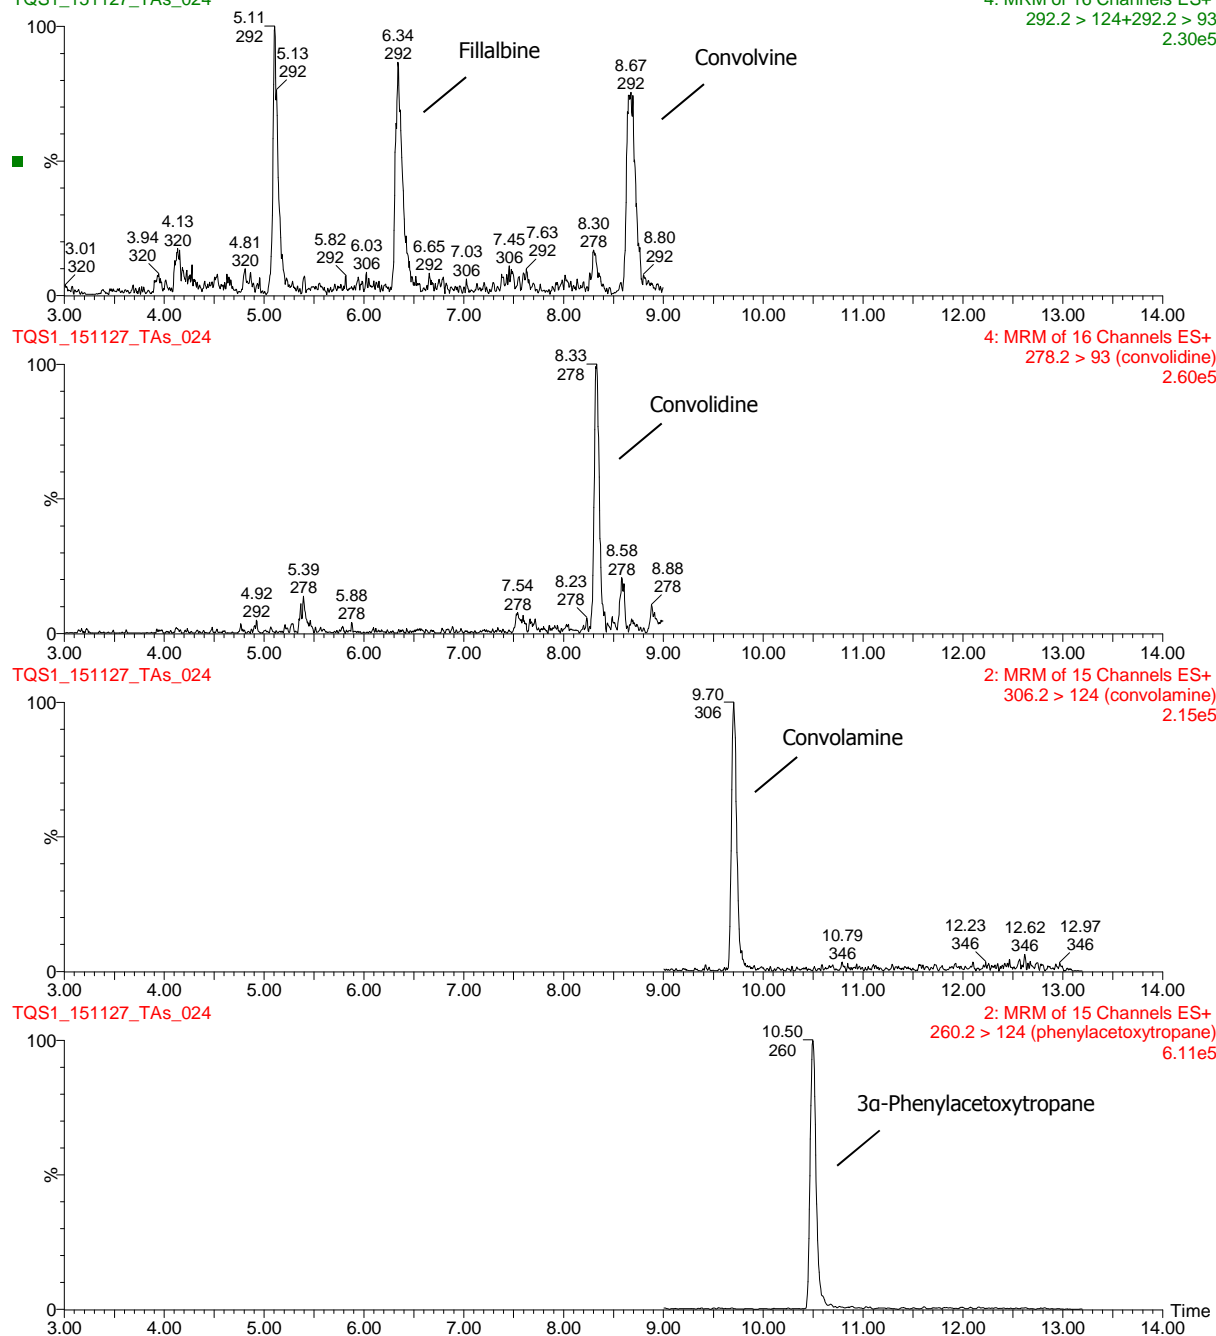 TQS1_151127_TAs_024
4: MRM of 16 Channels ES+
292.2 > 124+292.2 > 93
2.30e5
100
%
0
5.11
292
5.13
292
6.34
292
Fillalbine
8.67
292
Convolvine
3.01
320
3.94
320
4.13
320
4.81
320
5.82
292
6.03
306
6.65
292
7.03
306
7.45
306
7.63
292
8.30
278
8.80
292
3.00 4.00 5.00 6.00 7.00 8.00 9.00 10.00 11.00 12.00 13.00 14.00
TQS1_151127_TAs_024
4: MRM of 16 Channels ES+
278.2 > 93 (convolidine)
2.60e5
100
%
0
8.33
278
Convolidine
4.92
292
5.39
278
5.88
278
7.54
278
8.23
278
8.58
278
8.88
278
3.00 4.00 5.00 6.00 7.00 8.00 9.00 10.00 11.00 12.00 13.00 14.00
TQS1_151127_TAs_024
2: MRM of 15 Channels ES+
306.2 > 124 (convolamine)
2.15e5
100
%
0
9.70
306
Convolamine
10.79
346
12.23
346
12.62
346
12.97
346
3.00 4.00 5.00 6.00 7.00 8.00 9.00 10.00 11.00 12.00 13.00 14.00
TQS1_151127_TAs_024
2: MRM of 15 Channels ES+
260.2 > 124 (phenylacetoxytropane)
6.11e5
100
%
0
10.50
260
3α-Phenylacetoxytropane
Time
3.00 4.00 5.00 6.00 7.00 8.00 9.00 10.00 11.00 12.00 13.00 14.00